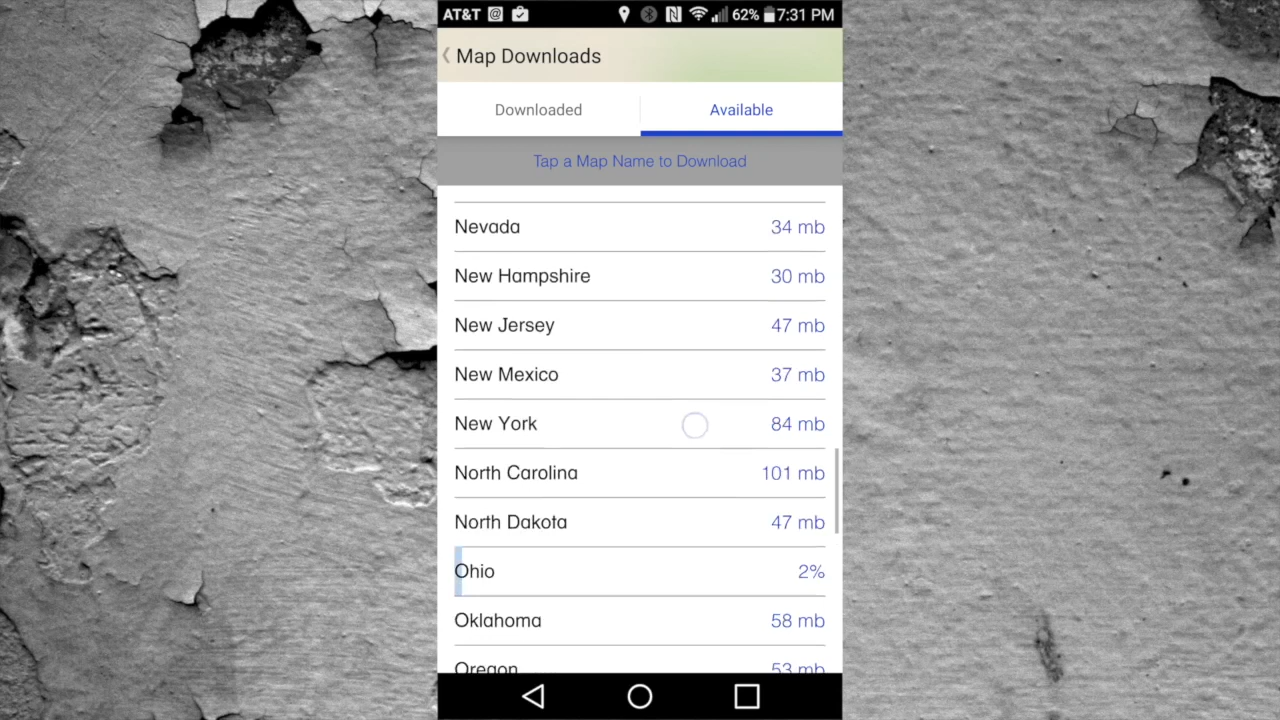 AT&T 62% 7:31 PM
Map Downloads
Downloaded Available
Tap a Map Name to Download
Nevada 34 mb
New Hampshire 30 mb
New Jersey 47 mb
New Mexico 37 mb
New York 84 mb
North Carolina 101 mb
North Dakota 47 mb
Ohio 2%
Oklahoma 58 mb
Oregon 53 mb